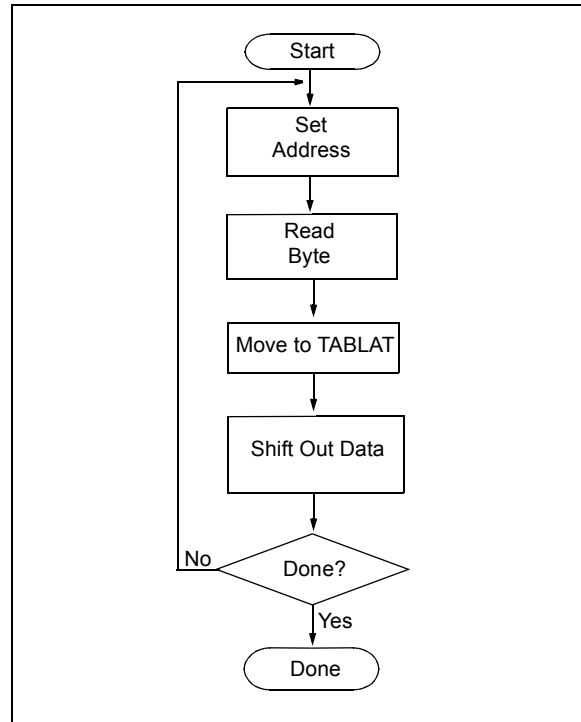 Start
Set
Address
Read
Byte
Move to TABLAT
Shift Out Data
No
Done?
Yes
Done